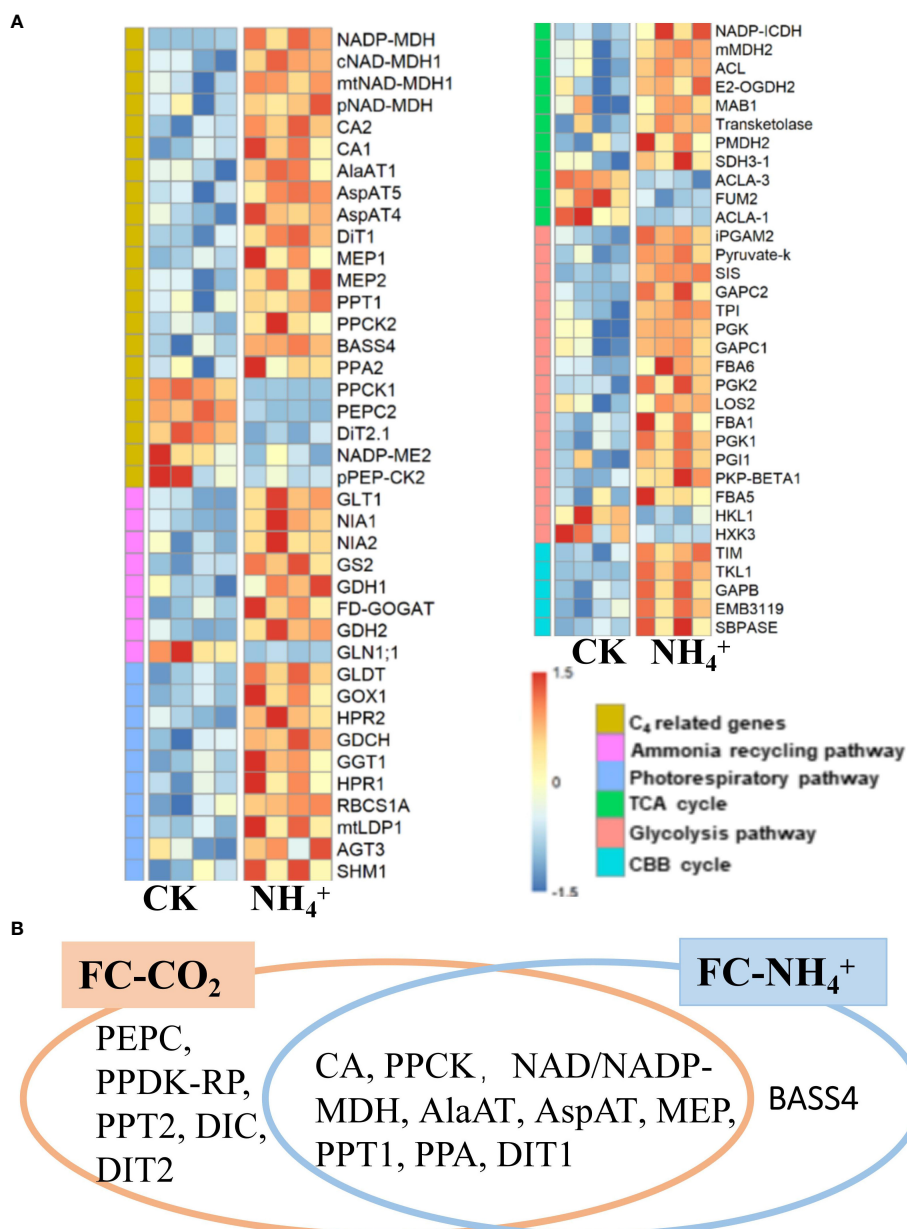 A
NADP-MDH
cNAD-MDH1
mtNAD-MDH1
pNAD-MDH
CA2
CA1
AlaAT1
AspAT5
AspAT4
DiT1
MEP1
MEP2
PPT1
PPCK2
BASS4
PPA2
PPCK1
PEPC2
DiT2.1
NADP-ME2
pPEP-CK2
GLT1
NIA1
NIA2
GS2
GDH1
FD-GOGAT
GDH2
GLN1;1
GLDT
GOX1
HPR2
GDCH
GGT1
HPR1
RBCS1A
mtLDP1
AGT3
SHM1
CK NH₄⁺
NADP-ICDH
mMDH2
ACL
E2-OGDH2
MAB1
Transketolase
PMDH2
SDH3-1
ACLA-3
FUM2
ACLA-1
iPGAM2
Pyruvate-k
SIS
GAPC2
TPI
PGK
GAPC1
FBA6
PGK2
LOS2
FBA1
PGK1
PGI1
PKP-BETA1
FBA5
HKL1
HXK3
TIM
TKL1
GAPB
EMB3119
SBPASE
CK NH₄⁺
1.5
0
-1.5
C₄ related genes
Ammonia recycling pathway
Photorespiratory pathway
TCA cycle
Glycolysis pathway
CBB cycle
B
FC-CO₂
FC-NH₄⁺
PEPC,
PPDK-RP,
PPT2, DIC,
DIT2
CA, PPCK, NAD/NADP-
MDH, AlaAT, AspAT, MEP,
PPT1, PPA, DIT1
BASS4